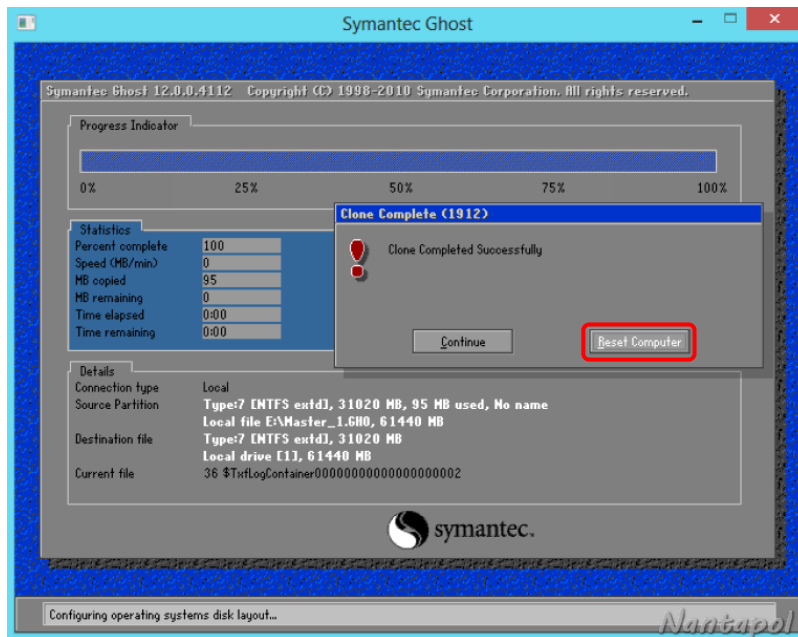 Symantec Ghost
Symantec Ghost 12.0.0.4112 Copyright (C) 1998-2010 Symantec Corporation. All rights reserved.
Progress Indicator
0% 25% 50% 75% 100%
Clone Complete (1912)
Clone Completed Successfully
Continue Reset Computer
Statistics
Percent complete 100
Speed (MB/min) 0
MB copied 95
MB remaining 0
Time elapsed 0:00
Time remaining 0:00
Details
Connection type Local
Source Partition Type:7 [NTFS extd], 31020 MB, 95 MB used, No name
Local file E:\Master_1.GHO, 61440 MB
Destination file Type:7 [NTFS extd], 31020 MB
Local drive [1], 61440 MB
Current file 36 $TxfLogContainer00000000000000000002
symantec.
Configuring operating systems disk layout...
Nantapol